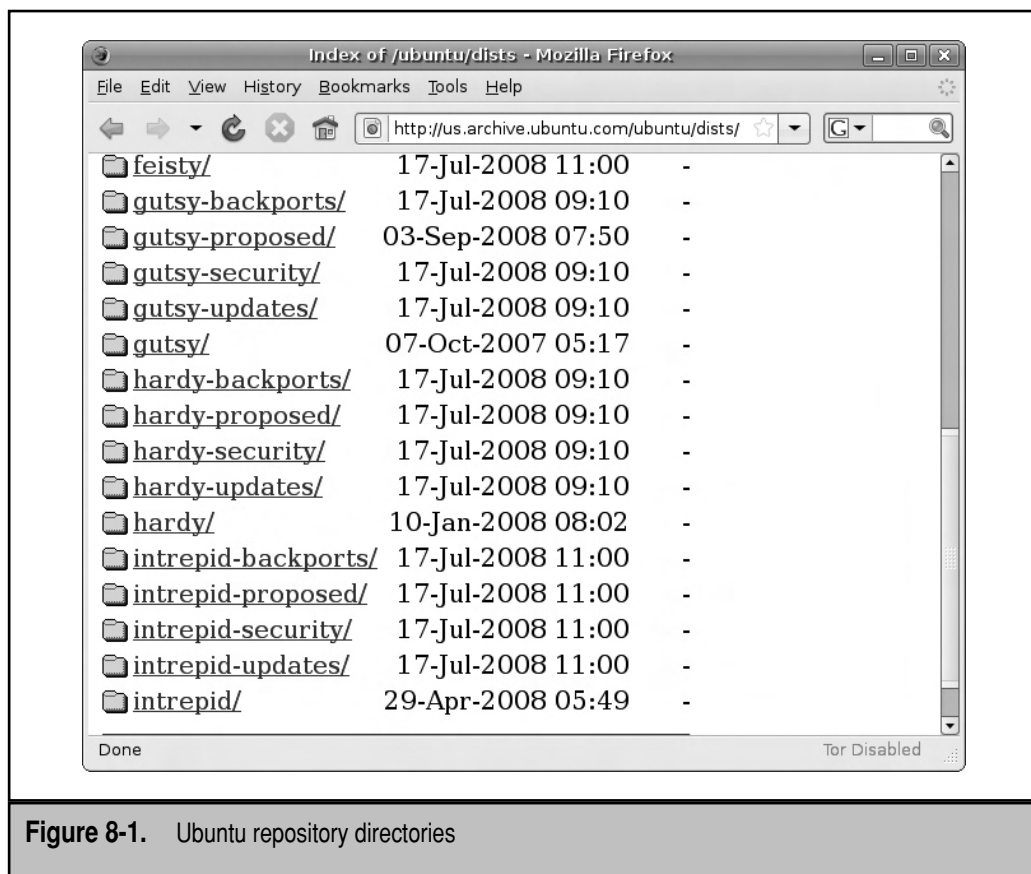 Index of /ubuntu/dists - Mozilla Firefox
File Edit View History Bookmarks Tools Help
http://us.archive.ubuntu.com/ubuntu/dists/ G
feisty/ 17-Jul-2008 11:00 -
gutsy-backports/ 17-Jul-2008 09:10 -
gutsy-proposed/ 03-Sep-2008 07:50 -
gutsy-security/ 17-Jul-2008 09:10 -
gutsy-updates/ 17-Jul-2008 09:10 -
gutsy/ 07-Oct-2007 05:17 -
hardy-backports/ 17-Jul-2008 09:10 -
hardy-proposed/ 17-Jul-2008 09:10 -
hardy-security/ 17-Jul-2008 09:10 -
hardy-updates/ 17-Jul-2008 09:10 -
hardy/ 10-Jan-2008 08:02 -
intrepid-backports/ 17-Jul-2008 11:00 -
intrepid-proposed/ 17-Jul-2008 11:00 -
intrepid-security/ 17-Jul-2008 11:00 -
intrepid-updates/ 17-Jul-2008 11:00 -
intrepid/ 29-Apr-2008 05:49 -
Done Tor Disabled
Figure 8-1. Ubuntu repository directories